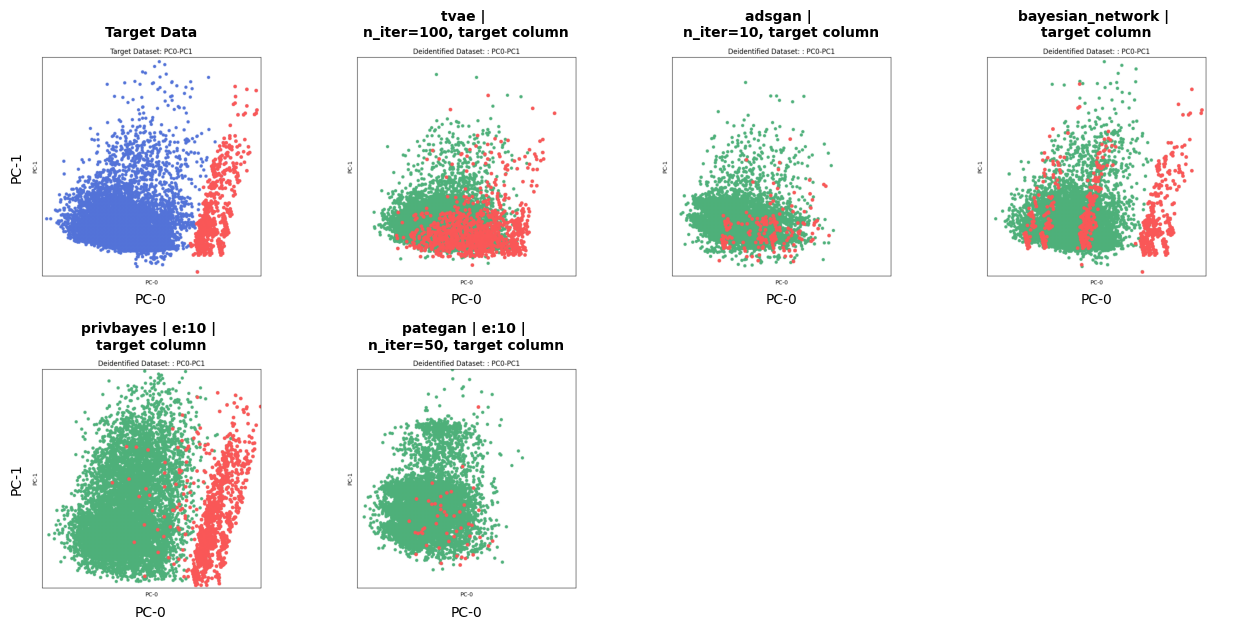 Target Data
Target Dataset: PC0-PC1
PC-1
PC-1
PC-0
PC-0
tvae |
n_iter=100, target column
Deidentified Dataset: : PC0-PC1
PC-1
PC-0
PC-0
adsgan |
n_iter=10, target column
Deidentified Dataset: : PC0-PC1
PC-1
PC-0
PC-0
bayesian_network |
target column
Deidentified Dataset: : PC0-PC1
PC-1
PC-0
PC-0
privbayes | e:10 |
target column
Deidentified Dataset: : PC0-PC1
PC-1
PC-1
PC-0
PC-0
pategan | e:10 |
n_iter=50, target column
Deidentified Dataset: : PC0-PC1
PC-1
PC-0
PC-0